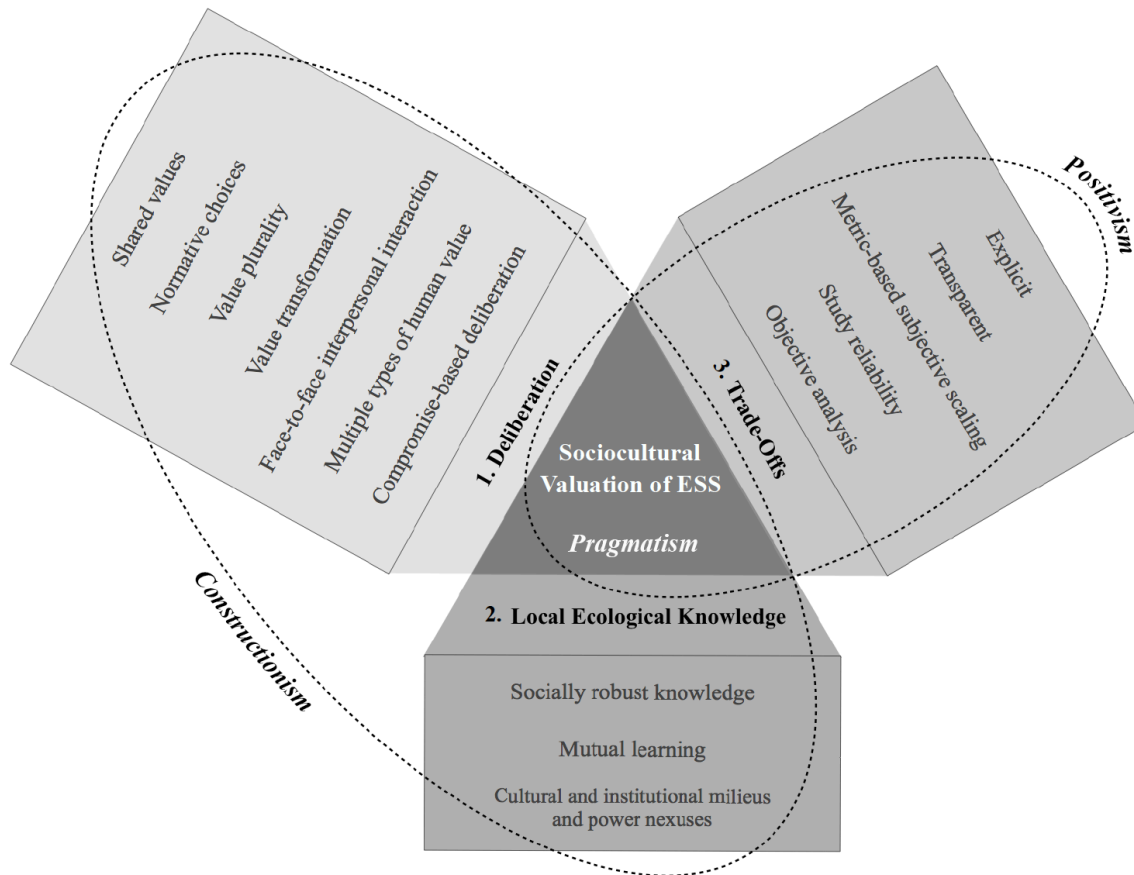 Shared values
Normative choices
Value plurality
Value transformation
Face-to-face interpersonal interaction
Multiple types of human value
Compromise-based deliberation
1. Deliberation
Constructionism
Sociocultural
Valuation of ESS
Pragmatism
3. Trade-Offs
Objective analysis
Study reliability
Metric-based subjective scaling
Transparent
Explicit
Positivism
2. Local Ecological Knowledge
Socially robust knowledge
Mutual learning
Cultural and institutional milieus
and power nexuses